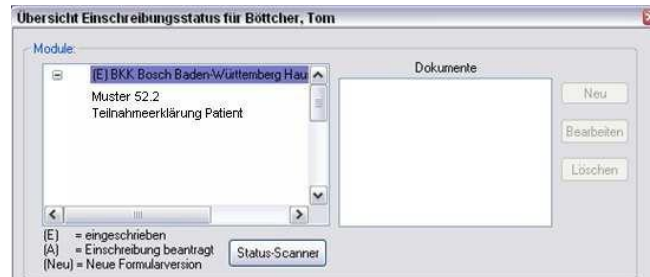 Übersicht Einschreibungsstatus für Böttcher, Tom
Module:
(E) BKK Bosch Baden-Württemberg Hau
Muster 52.2
Teilnahmeerklärung Patient
Dokumente
Neu
Bearbeiten
Löschen
(E) = eingeschrieben
(A) = Einschreibung beantragt
(Neu) = Neue Formularversion
Status-Scanner